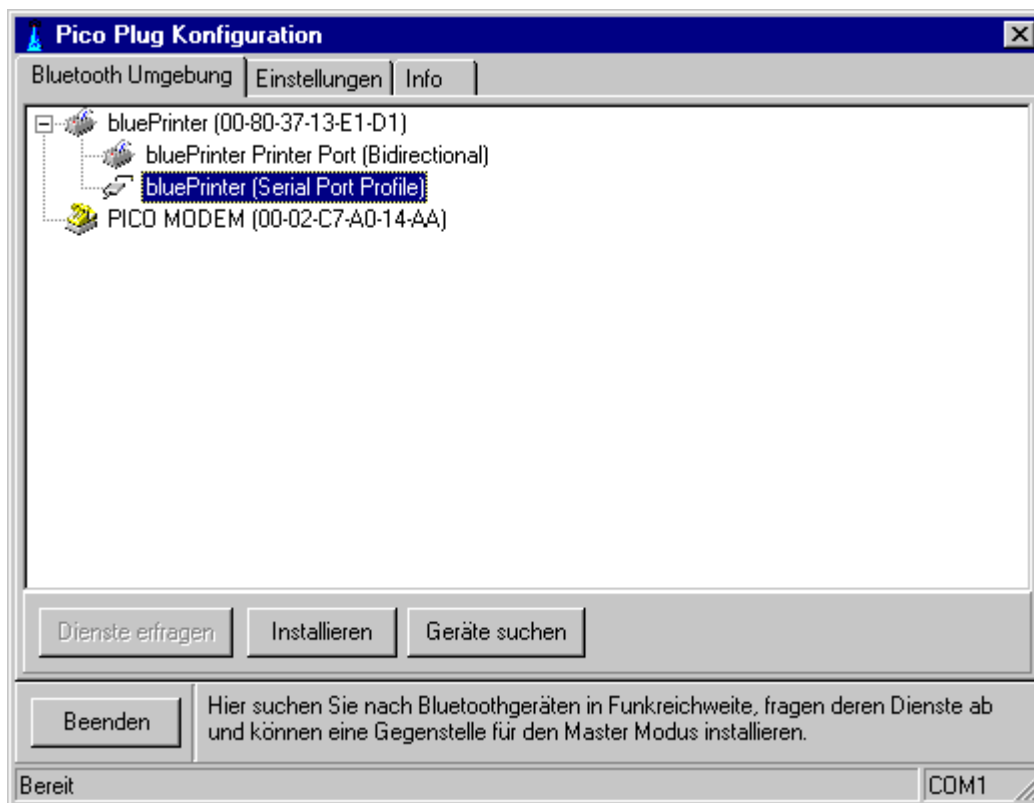 Pico Plug Konfiguration
Bluetooth Umgebung Einstellungen Info
bluePrinter (00-80-37-13-E1-D1)
bluePrinter Printer Port (Bidirectional)
bluePrinter (Serial Port Profile)
PICO MODEM (00-02-C7-A0-14-AA)
Dienste erfragen Installieren Geräte suchen
Beenden
Hier suchen Sie nach Bluetoothgeräten in Funkreichweite, fragen deren Dienste ab
und können eine Gegenstelle für den Master Modus installieren.
Bereit COM1